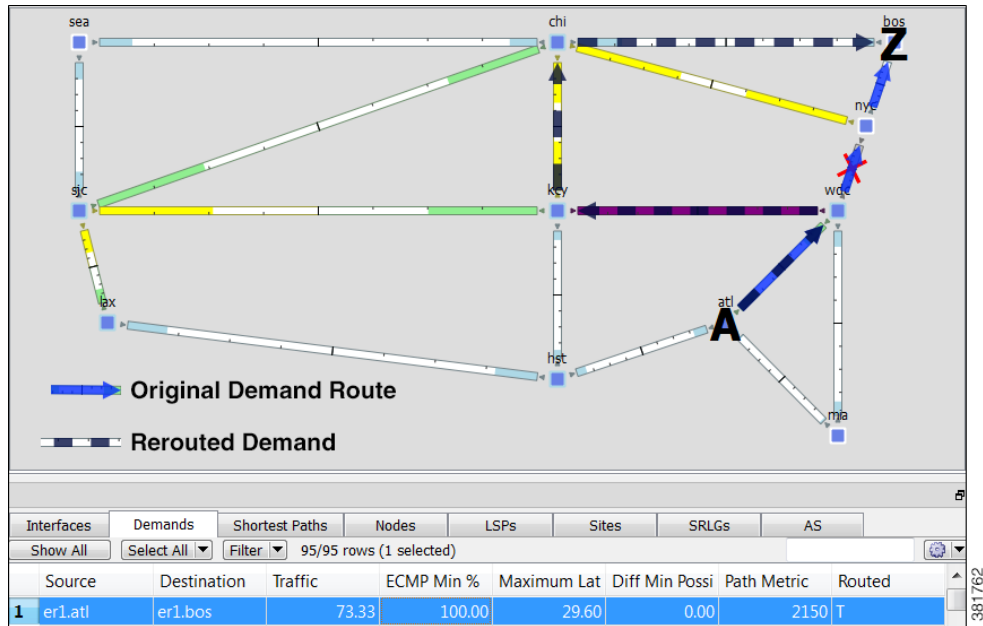 sea
chi
bos
Z
nyc
sjc
kcy
wdc
lax
atl
A
hst
mia
Original Demand Route
Rerouted Demand
Interfaces Demands Shortest Paths Nodes LSPs Sites SRLGs AS
Show All Select All Filter 95/95 rows (1 selected)
Source Destination Traffic ECMP Min % Maximum Lat Diff Min Possi Path Metric Routed
1 er1.atl er1.bos 73.33 100.00 29.60 0.00 2150 T
381762